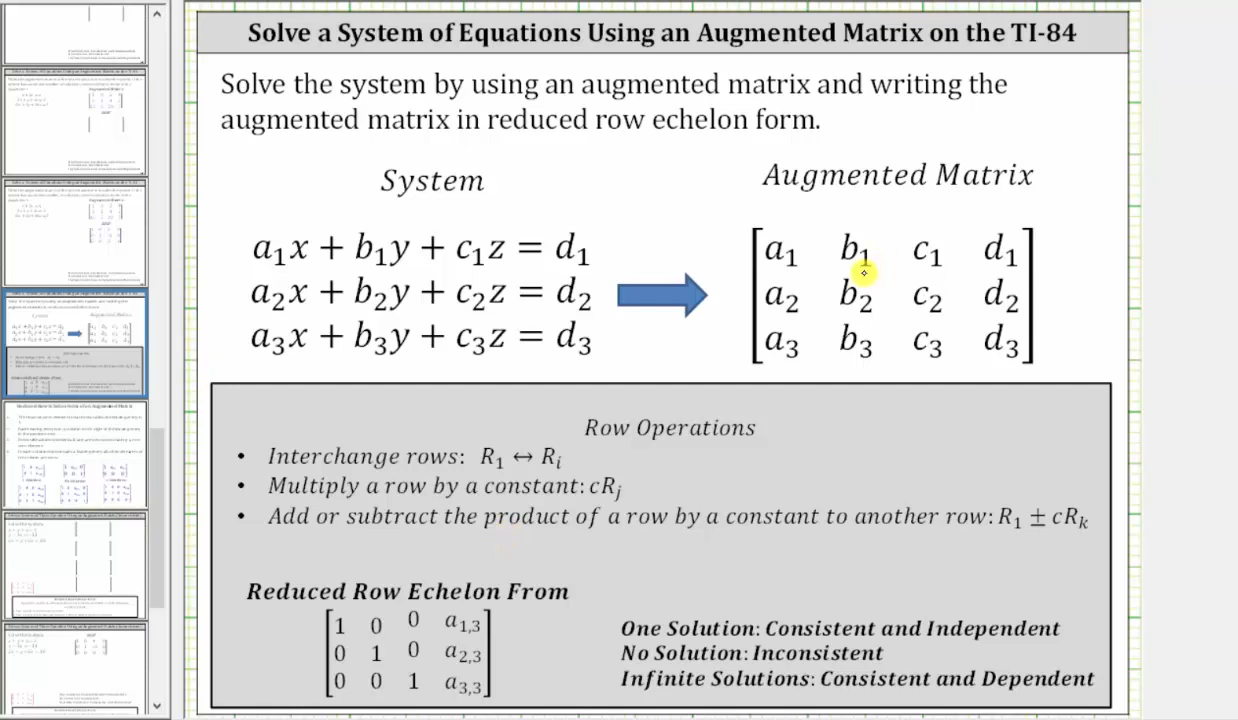 Solve a System of Equations Using an Augmented Matrix on the TI-84
Solve the system by using an augmented matrix and writing the
augmented matrix in reduced row echelon form.
System
Augmented Matrix
a₁x + b₁y + c₁z = d₁
a₂x + b₂y + c₂z = d₂
a₃x + b₃y + c₃z = d₃
a₁ b₁ c₁ d₁
a₂ b₂ c₂ d₂
a₃ b₃ c₃ d₃
Row Operations
• Interchange rows: R₁ ↔ Rᵢ
• Multiply a row by a constant: cRⱼ
• Add or subtract the product of a row by a constant to another row: R₁ ± cRₖ
Reduced Row Echelon From
1 0 0 a₁,₃
0 1 0 a₂,₃
0 0 1 a₃,₃
One Solution: Consistent and Independent
No Solution: Inconsistent
Infinite Solutions: Consistent and Dependent